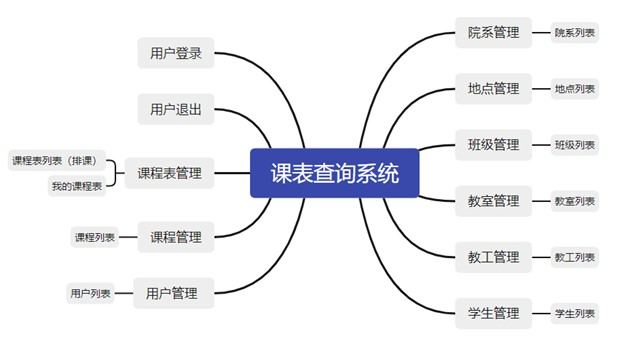 课表查询系统
用户登录
用户退出
课程表管理
课程表列表（排课）
我的课程表
课程管理
课程列表
用户管理
用户列表
院系管理
院系列表
地点管理
地点列表
班级管理
班级列表
教室管理
教室列表
教工管理
教工列表
学生管理
学生列表